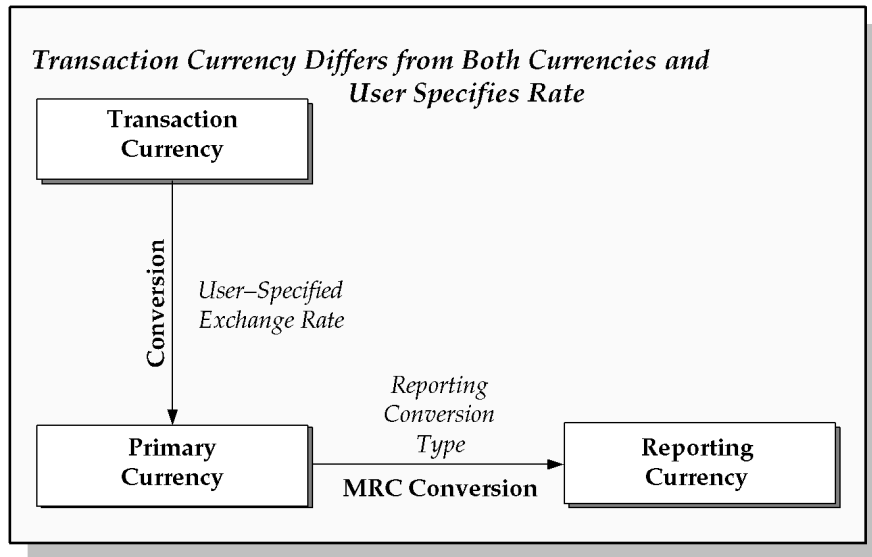 Transaction Currency Differs from Both Currencies and
User Specifies Rate
Transaction
Currency
Conversion
User–Specified
Exchange Rate
Reporting
Conversion
Type
Primary
Currency
MRC Conversion
Reporting
Currency